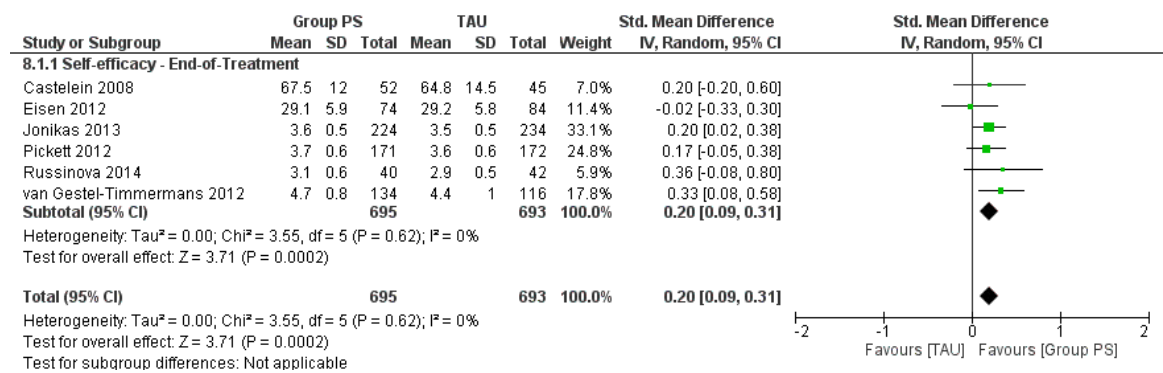 Group PS TAU Std. Mean Difference Std. Mean Difference
Study or Subgroup Mean SD Total Mean SD Total Weight IV, Random, 95% CI IV, Random, 95% CI
8.1.1 Self-efficacy - End-of-Treatment
Castelein 2008 67.5 12 52 64.8 14.5 45 7.0% 0.20 [-0.20, 0.60]
Eisen 2012 29.1 5.9 74 29.2 5.8 84 11.4% -0.02 [-0.33, 0.30]
Jonikas 2013 3.6 0.5 224 3.5 0.5 234 33.1% 0.20 [0.02, 0.38]
Pickett 2012 3.7 0.6 171 3.6 0.6 172 24.8% 0.17 [-0.05, 0.38]
Russinova 2014 3.1 0.6 40 2.9 0.5 42 5.9% 0.36 [-0.08, 0.80]
van Gestel-Timmermans 2012 4.7 0.8 134 4.4 1 116 17.8% 0.33 [0.08, 0.58]
Subtotal (95% CI) 695 693 100.0% 0.20 [0.09, 0.31]
Heterogeneity: Tau² = 0.00; Chi² = 3.55, df = 5 (P = 0.62); I² = 0%
Test for overall effect: Z = 3.71 (P = 0.0002)
Total (95% CI) 695 693 100.0% 0.20 [0.09, 0.31]
Heterogeneity: Tau² = 0.00; Chi² = 3.55, df = 5 (P = 0.62); I² = 0%
Test for overall effect: Z = 3.71 (P = 0.0002)
Test for subgroup differences: Not applicable
-2 -1 0 1 2
Favours [TAU] Favours [Group PS]